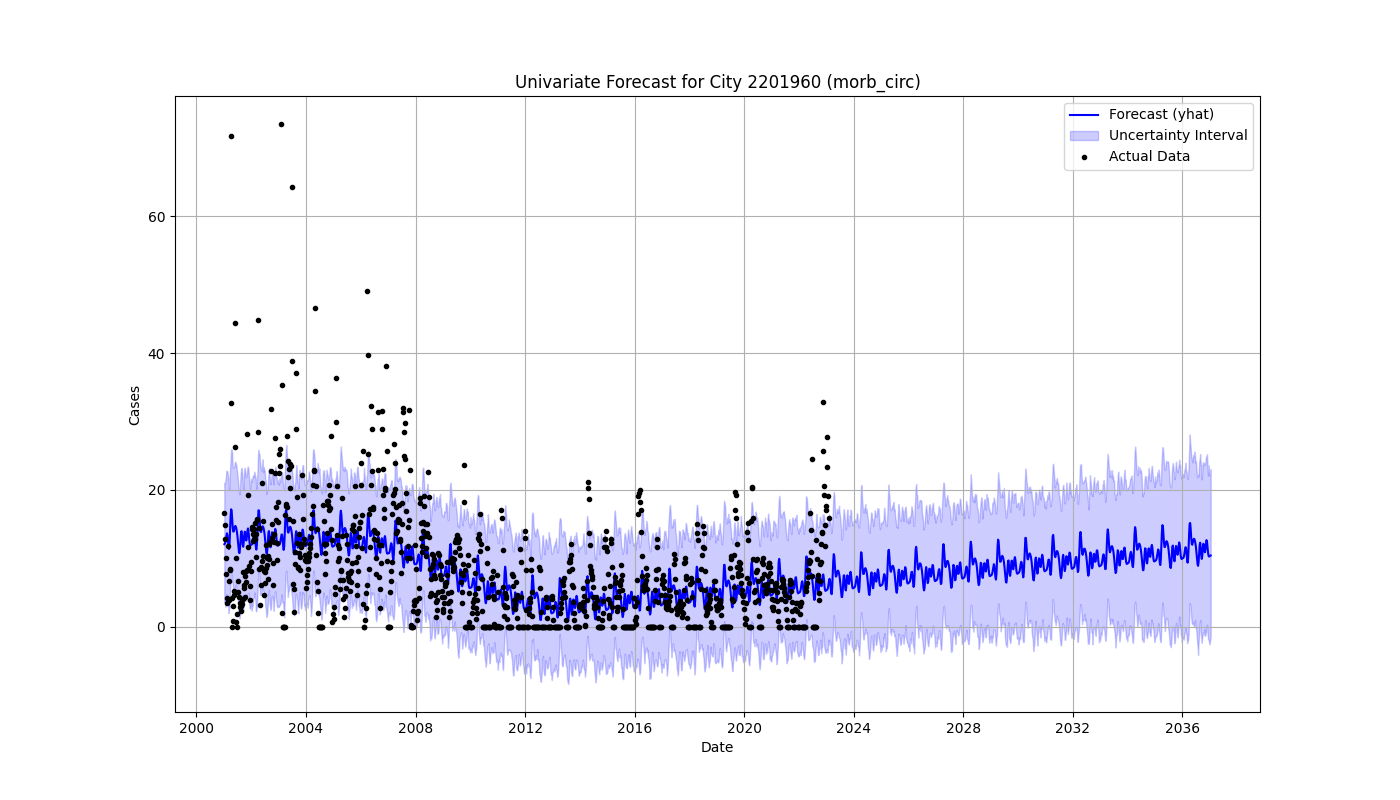 Univariate Forecast for City 2201960 (morb_circ)
Forecast (yhat)
Uncertainty Interval
Actual Data
Cases
60
40
20
0
2000 2004 2008 2012 2016 2020 2024 2028 2032 2036
Date